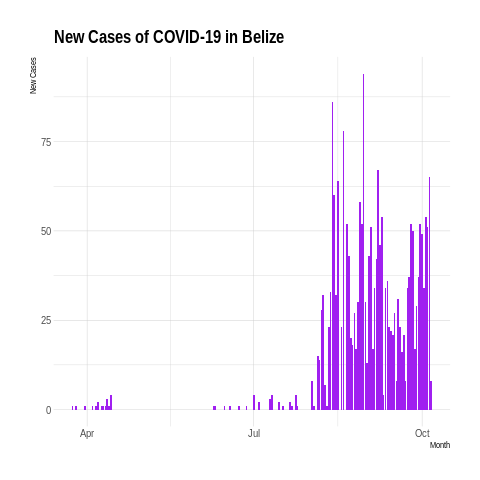 New Cases of COVID-19 in Belize
New Cases
75
50
25
0
Apr
Jul
Oct
Month